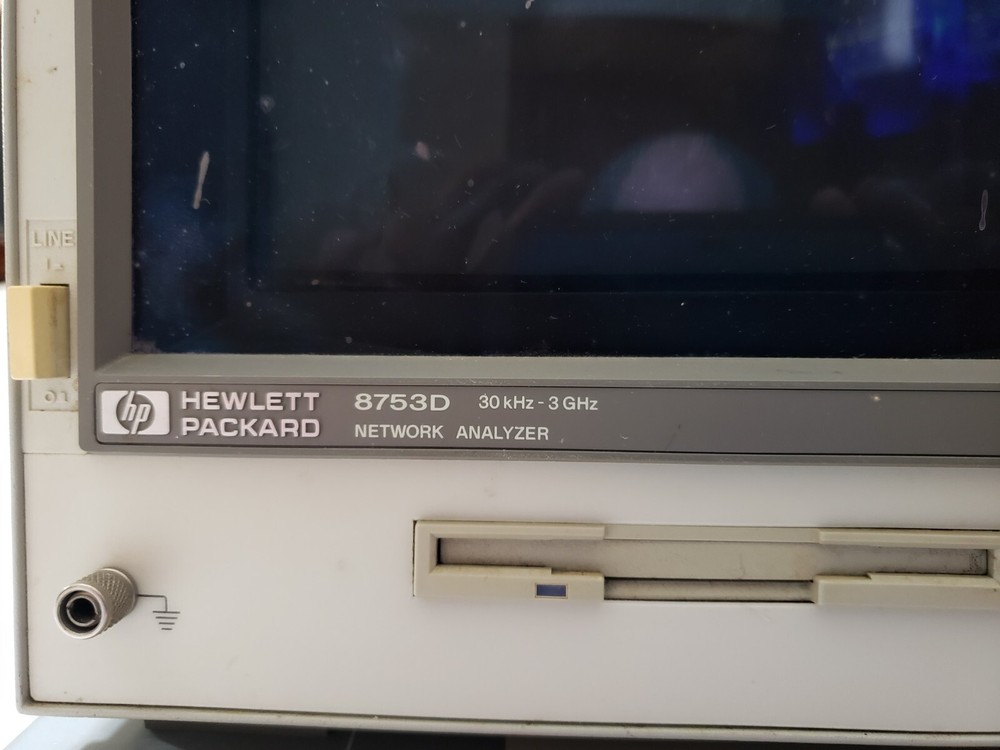 LINE
hp HEWLETT PACKARD
8753D 30 kHz - 3 GHz
NETWORK ANALYZER